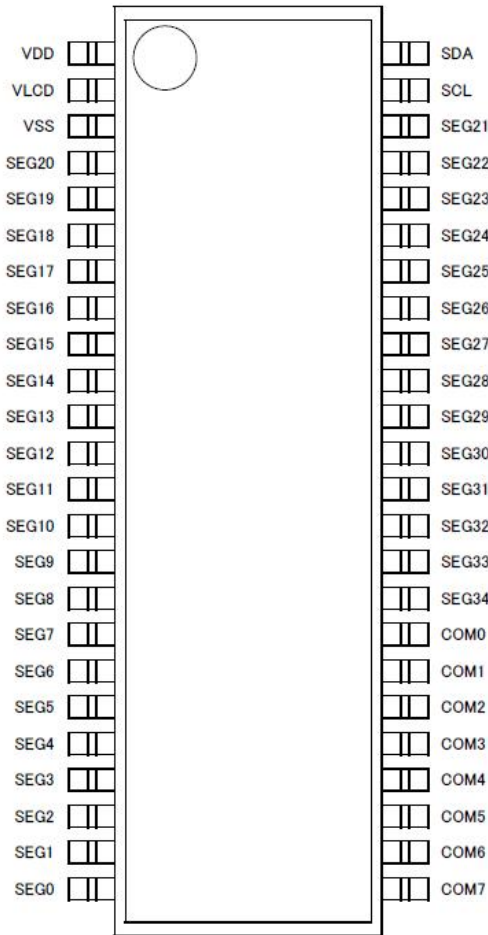 VDD SDA
VLCD SCL
VSS SEG21
SEG20 SEG22
SEG19 SEG23
SEG18 SEG24
SEG17 SEG25
SEG16 SEG26
SEG15 SEG27
SEG14 SEG28
SEG13 SEG29
SEG12 SEG30
SEG11 SEG31
SEG10 SEG32
SEG9 SEG33
SEG8 SEG34
SEG7 COM0
SEG6 COM1
SEG5 COM2
SEG4 COM3
SEG3 COM4
SEG2 COM5
SEG1 COM6
SEG0 COM7